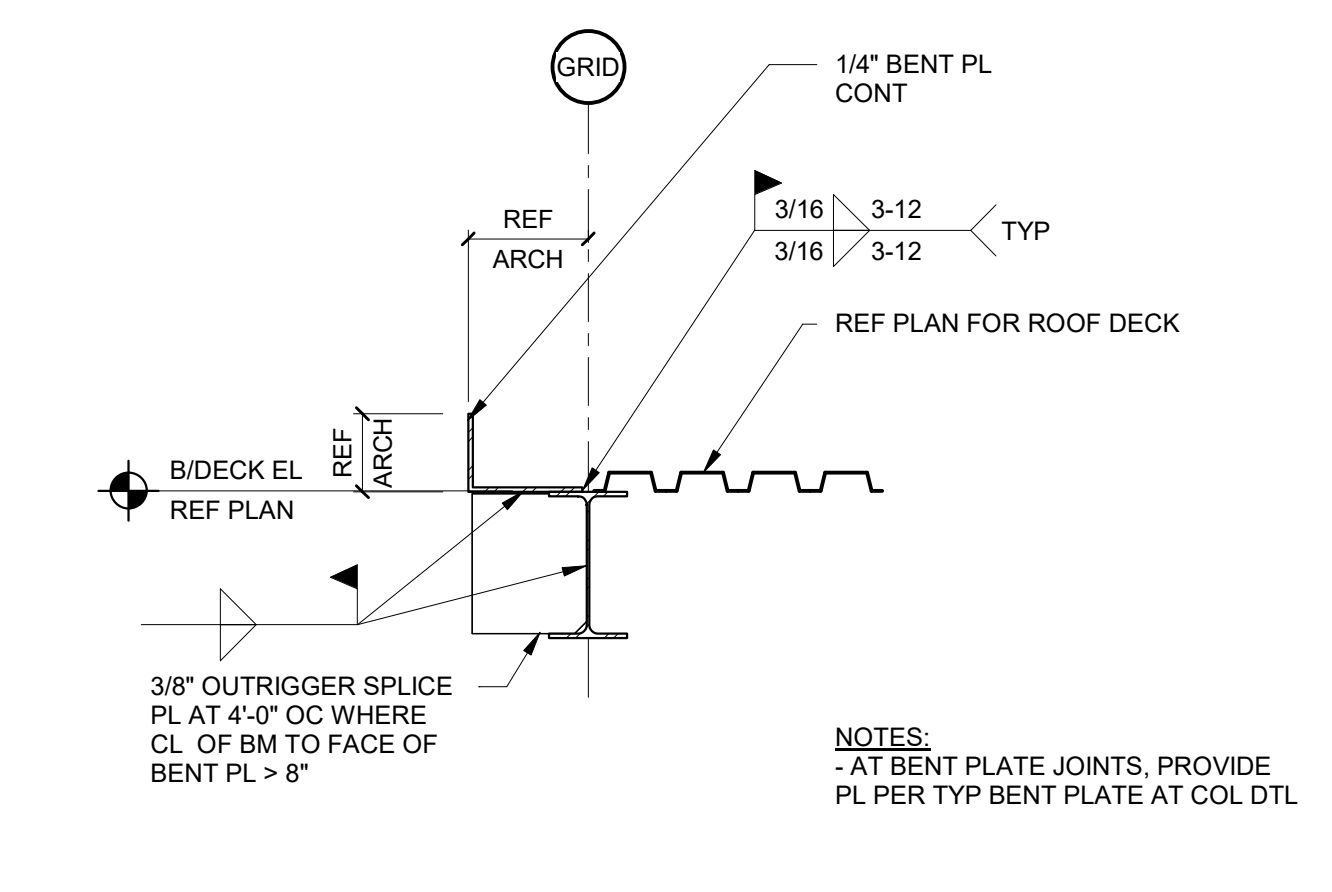 GRID
1/4" BENT PL
CONT
3/16 3-12
3/16 3-12
TYP
REF
ARCH
REF PLAN FOR ROOF DECK
REF
ARCH
B/DECK EL
REF PLAN
3/8" OUTRIGGER SPLICE
PL AT 4'-0" OC WHERE
CL OF BM TO FACE OF
BENT PL > 8"
NOTES:
- AT BENT PLATE JOINTS, PROVIDE
PL PER TYP BENT PLATE AT COL DTL